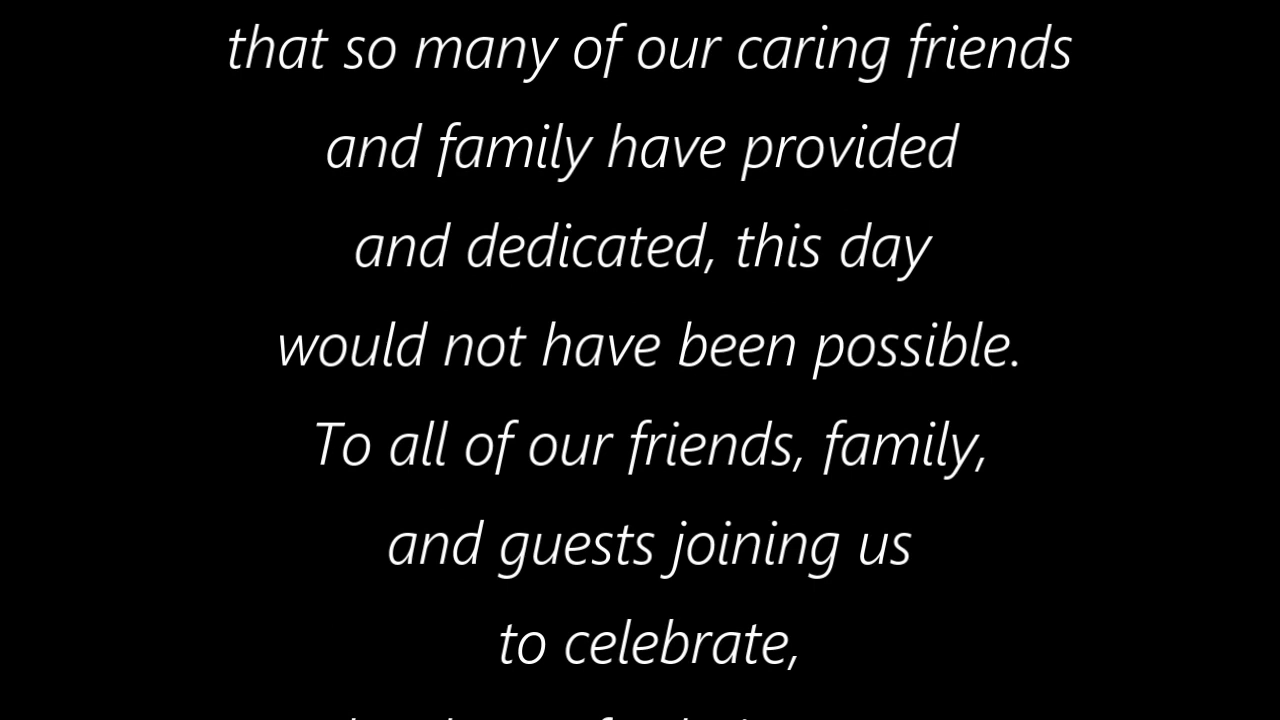 that so many of our caring friends
and family have provided
and dedicated, this day
would not have been possible.
To all of our friends, family,
and guests joining us
to celebrate,